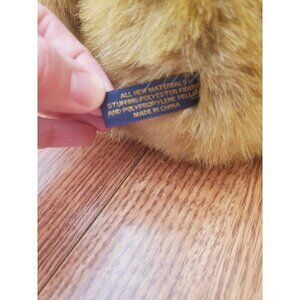 ALL NEW MATERIALS
STUFFING: POLYESTER FIBER
AND POLYPROPYLENE PELLETS
MADE IN CHINA